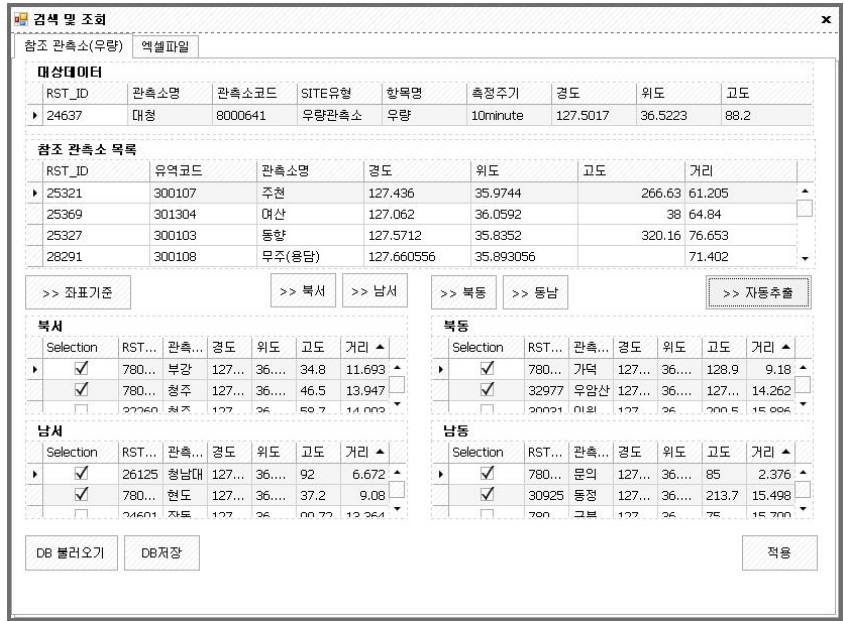 검색 및 조회
참조 관측소(우량) 엑셀파일
대상데이터
RST_ID 관측소명 관측소코드 SITE유형 항목명 측정주기 경도 위도 고도
24637 대청 8000641 우량관측소 우량 10minute 127.5017 36.5223 88.2
참조 관측소 목록
RST_ID 유역코드 관측소명 경도 위도 고도 거리
25321 300107 주천 127.436 35.9744 266.63 61.205
25369 301304 여산 127.062 36.0592 38 64.84
25327 300103 동향 127.5712 35.8352 320.16 76.653
28291 300108 무주(용담) 127.660556 35.893056 71.402
>> 좌표기준 >> 북서 >> 남서 >> 북동 >> 동남 >> 자동추출
북서
Selection RST... 관측... 경도 위도 고도 거리
780... 부강 127... 36.... 34.8 11.693
780... 청주 127... 36.... 46.5 13.947
북동
Selection RST... 관측... 경도 위도 고도 거리
780... 가덕 127... 36.... 128.9 9.18
32977 우암산 127... 36.... 127... 14.262
남서
Selection RST... 관측... 경도 위도 고도 거리
26125 청남대 127... 36.... 92 6.672
780... 현도 127... 36.... 37.2 9.08
남동
Selection RST... 관측... 경도 위도 고도 거리
780... 문의 127... 36.... 85 2.376
30925 동정 127... 36.... 213.7 15.498
DB 불러오기 DB저장 적용